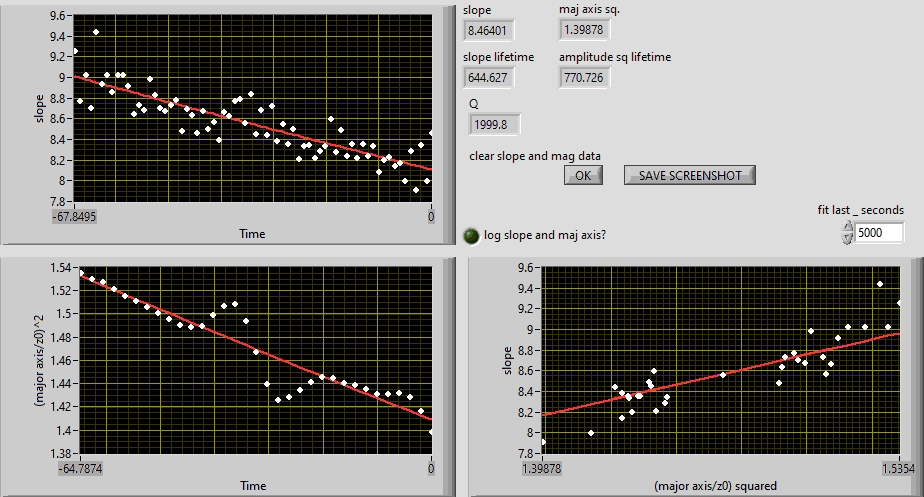 9.6
9.4
9.2
9
8.8
8.6
8.4
8.2
8
7.8
slope
-67.8495
0
Time
slope
8.46401
maj axis sq.
1.39878
slope lifetime
644.627
amplitude sq lifetime
770.726
Q
1999.8
clear slope and mag data
OK
SAVE SCREENSHOT
fit last _ seconds
5000
log slope and maj axis?
1.54
1.52
1.5
1.48
1.46
1.44
1.42
1.4
1.38
(major axis/z0)^2
-64.7874
0
Time
9.6
9.4
9.2
9
8.8
8.6
8.4
8.2
8
7.8
slope
1.39878
1.5354
(major axis/z0) squared